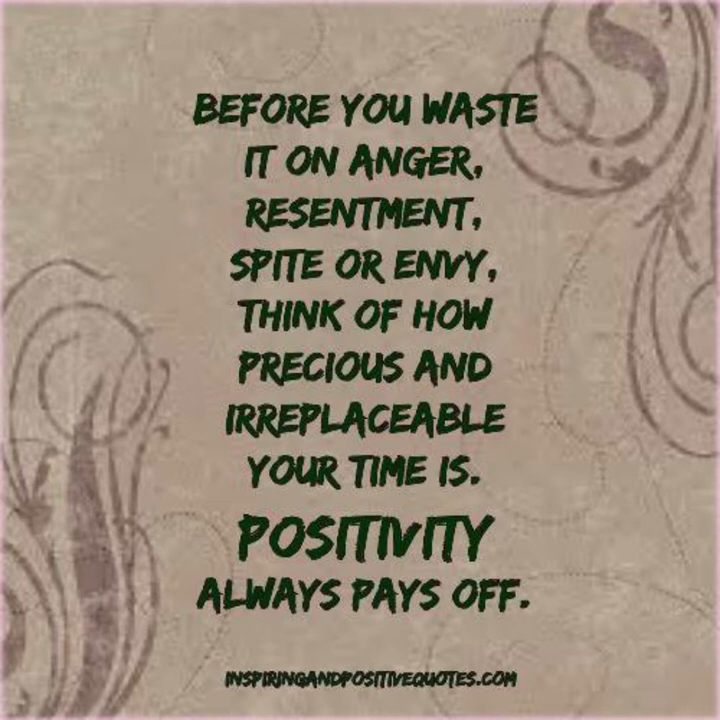 BEFORE YOU WASTE
IT ON ANGER,
RESENTMENT,
SPITE OR ENVY,
THINK OF HOW
PRECIOUS AND
IRREPLACEABLE
YOUR TIME IS.
POSITIVITY
ALWAYS PAYS OFF.
INSPIRINGANDPOSITIVEQUOTES.COM